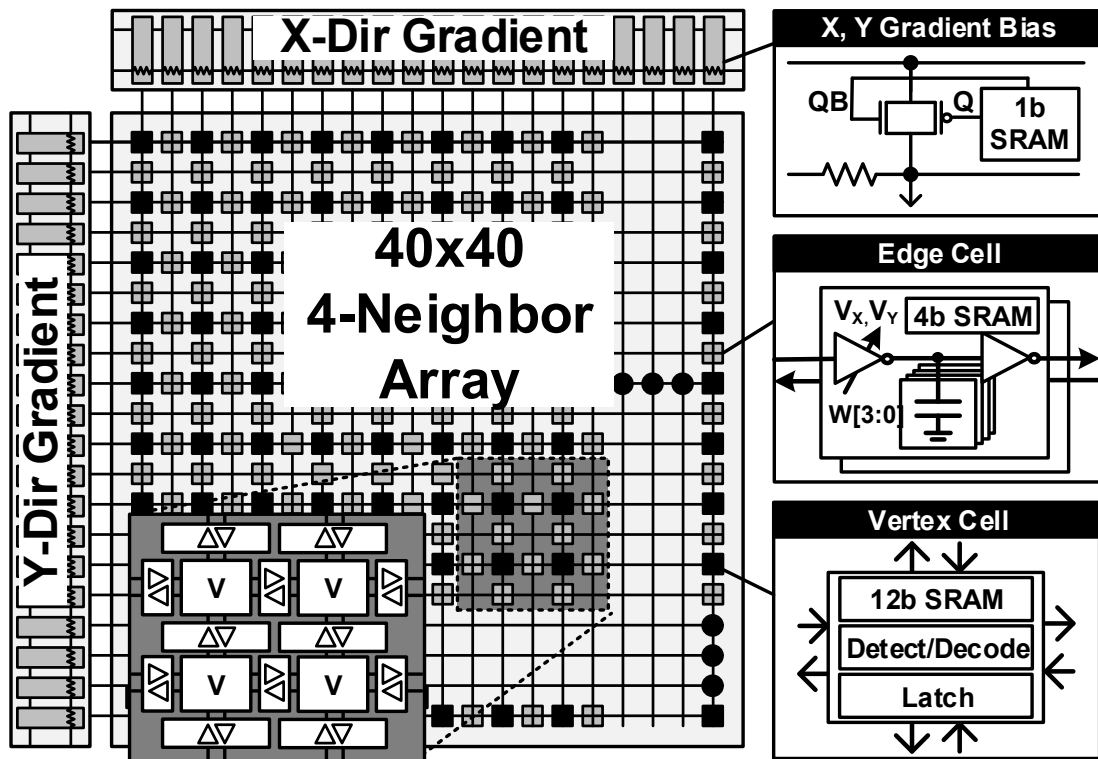 X-Dir Gradient
Y-Dir Gradient
40x40
4-Neighbor
Array
V V
V V
X, Y Gradient Bias
QB Q
1b
SRAM
Edge Cell
VX, VY 4b SRAM
W[3:0]
Vertex Cell
12b SRAM
Detect/Decode
Latch